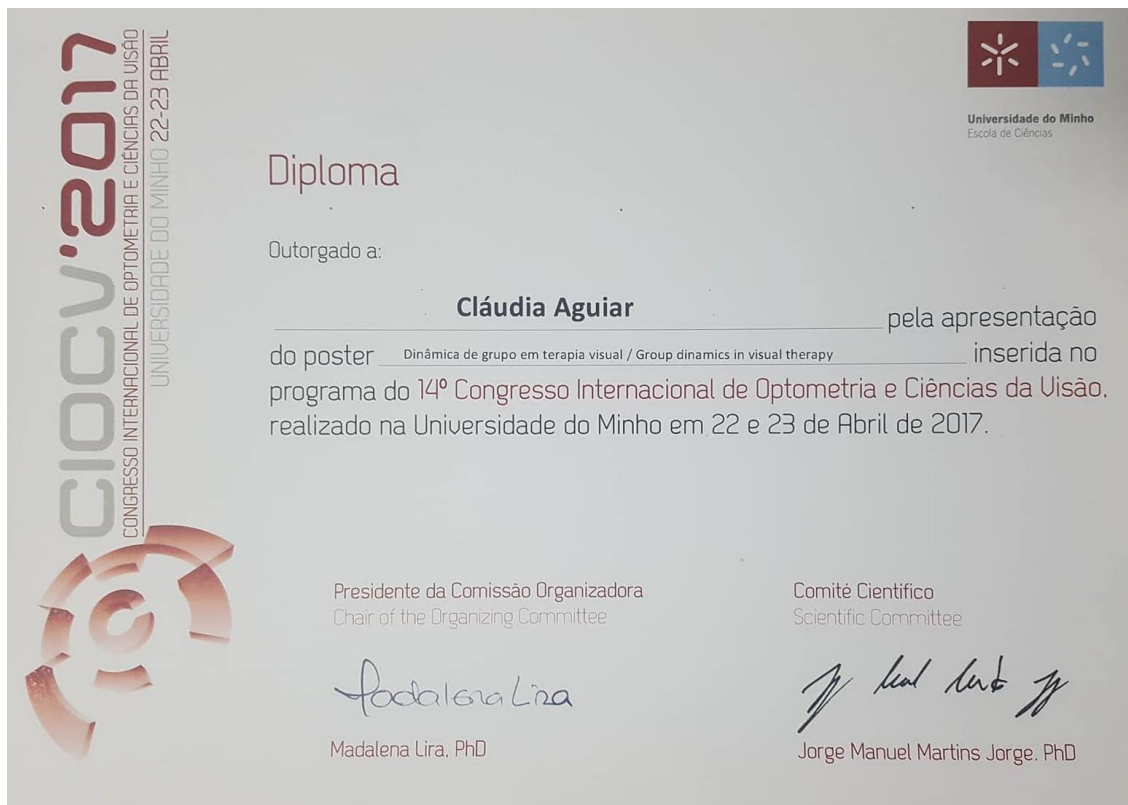 CIOCV'2017
CONGRESSO INTERNACIONAL DE OPTOMETRIA E CIÊNCIAS DA VISÃO
UNIVERSIDADE DO MINHO 22-23 ABRIL
Universidade do Minho
Escola de Ciências
Diploma
Outorgado a:
Cláudia Aguiar pela apresentação
do poster Dinâmica de grupo em terapia visual / Group dinamics in visual therapy inserida no
programa do 14º Congresso Internacional de Optometria e Ciências da Visão,
realizado na Universidade do Minho em 22 e 23 de Abril de 2017.
Presidente da Comissão Organizadora
Chair of the Organizing Committee
Comité Científico
Scientific Committee
Madalena Lira
Madalena Lira, PhD
Jorge Manuel Martins Jorge, PhD